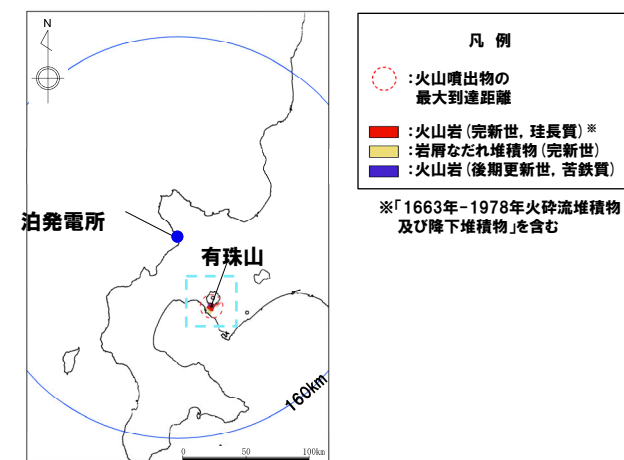 N
泊発電所
有珠山
160km
0 50 100km
凡 例
:火山噴出物の
最大到達距離
:火山岩(完新世, 珪長質)※
:岩屑なだれ堆積物(完新世)
:火山岩(後期更新世, 苦鉄質)
※「1663年-1978年火砕流堆積物
及び降下堆積物」を含む